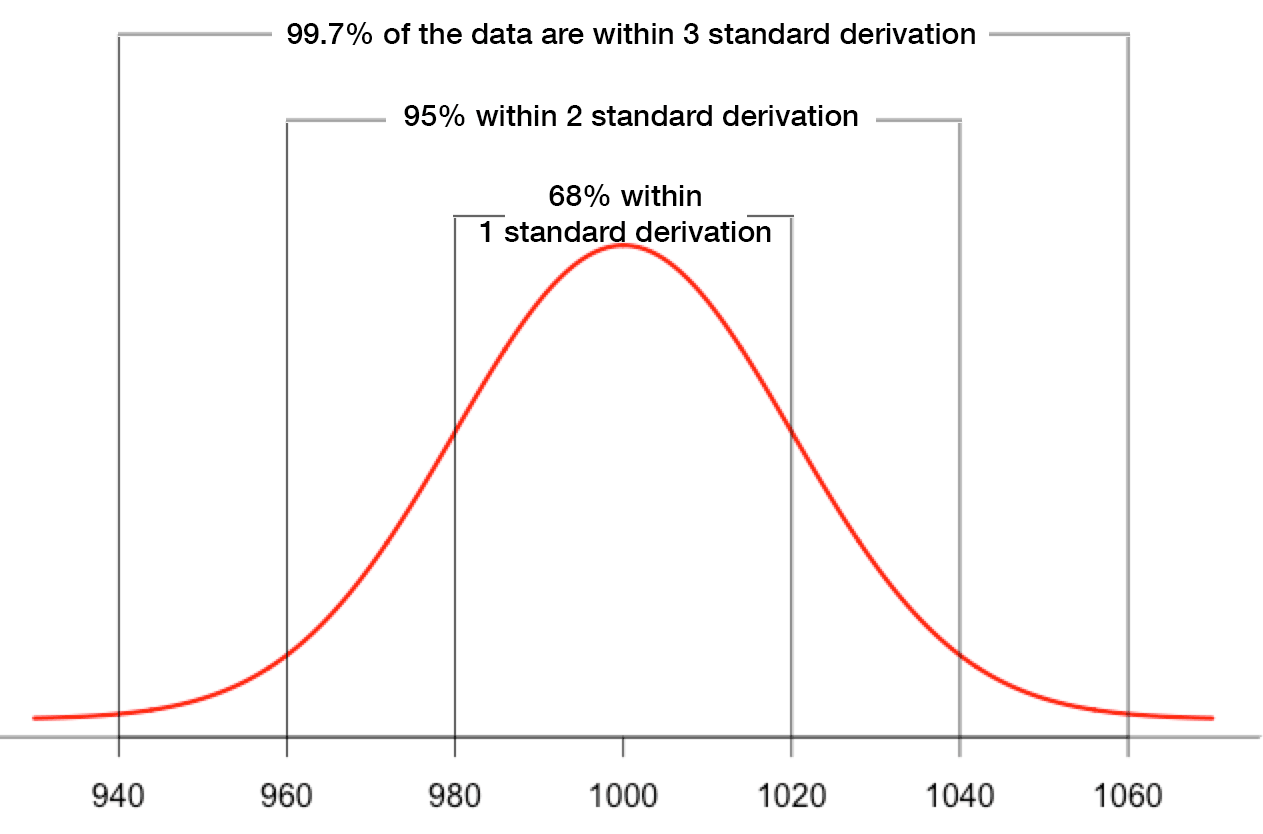 99.7% of the data are within 3 standard derivation
95% within 2 standard derivation
68% within
1 standard derivation
940 960 980 1000 1020 1040 1060